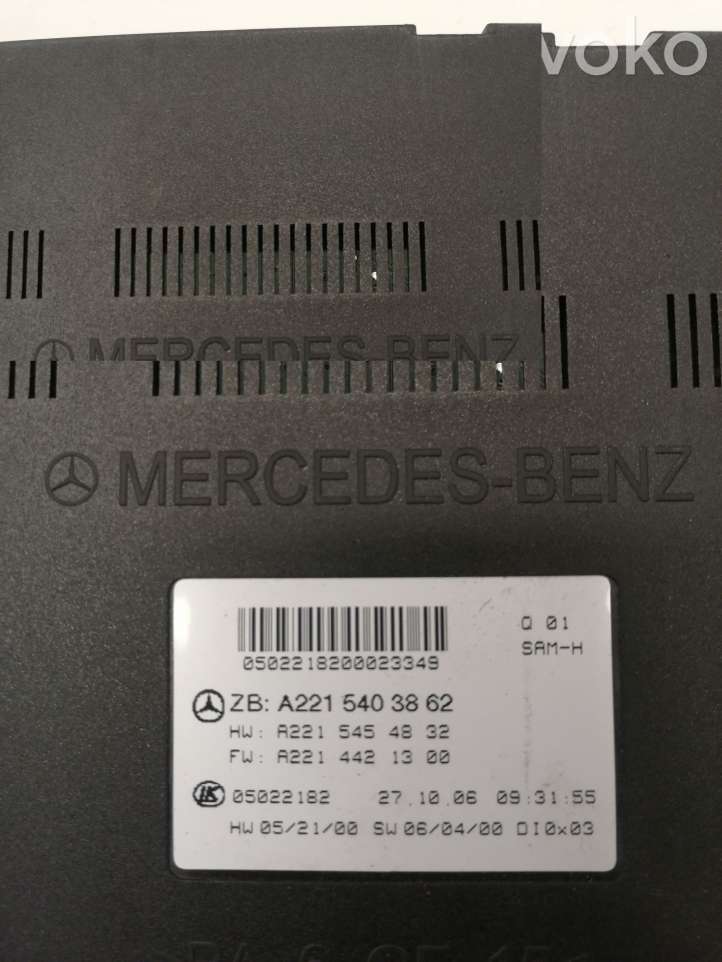 voko
MERCEDES-BENZ
MERCEDES-BENZ
0502218200023349
Q 01
SAM-H
ZB: A221 540 38 62
HW: A221 545 48 32
FW: A221 442 13 00
05022182 27.10.06 09:31:55
HW 05/21/00 SW 06/04/00 DI0x03